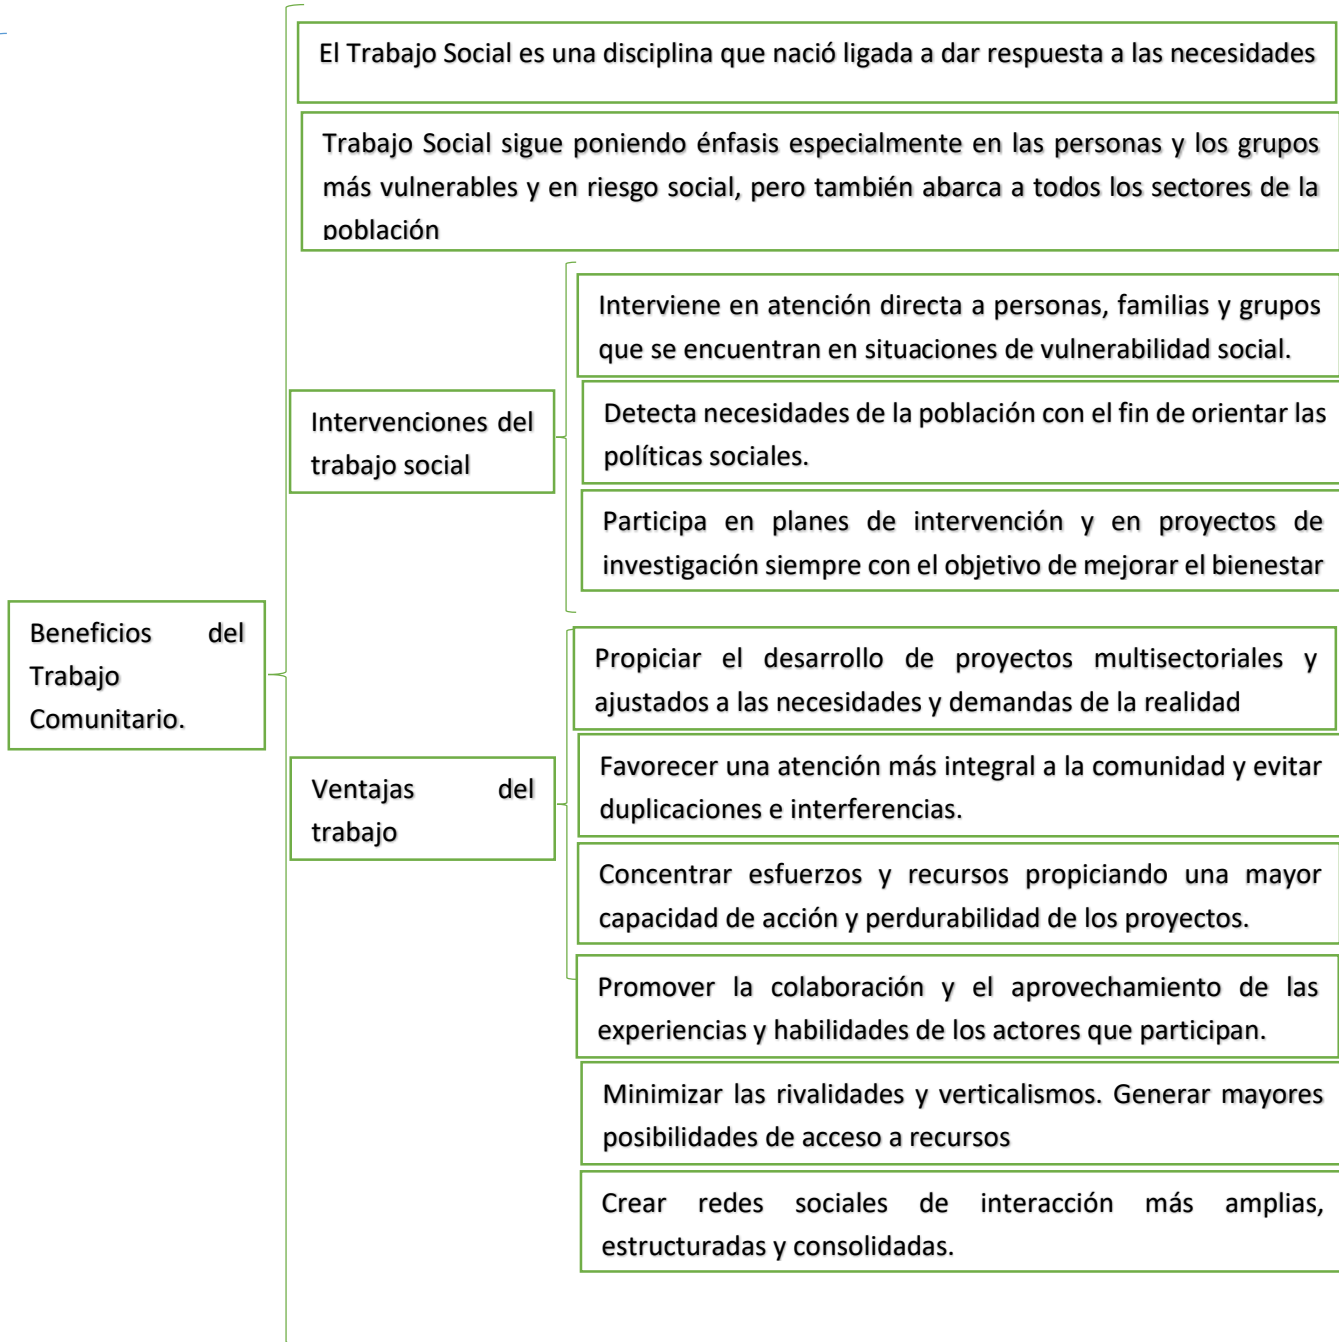 El Trabajo Social es una disciplina que nació ligada a dar respuesta a las necesidades
Trabajo Social sigue poniendo énfasis especialmente en las personas y los grupos
más vulnerables y en riesgo social, pero también abarca a todos los sectores de la
población
Interviene en atención directa a personas, familias y grupos
que se encuentran en situaciones de vulnerabilidad social.
Intervenciones del
trabajo social
Detecta necesidades de la población con el fin de orientar las
políticas sociales.
Participa en planes de intervención y en proyectos de
investigación siempre con el objetivo de mejorar el bienestar
Beneficios del
Trabajo
Comunitario.
Propiciar el desarrollo de proyectos multisectoriales y
ajustados a las necesidades y demandas de la realidad
Ventajas del
trabajo
Favorecer una atención más integral a la comunidad y evitar
duplicaciones e interferencias.
Concentrar esfuerzos y recursos propiciando una mayor
capacidad de acción y perdurabilidad de los proyectos.
Promover la colaboración y el aprovechamiento de las
experiencias y habilidades de los actores que participan.
Minimizar las rivalidades y verticalismos. Generar mayores
posibilidades de acceso a recursos
Crear redes sociales de interacción más amplias,
estructuradas y consolidadas.